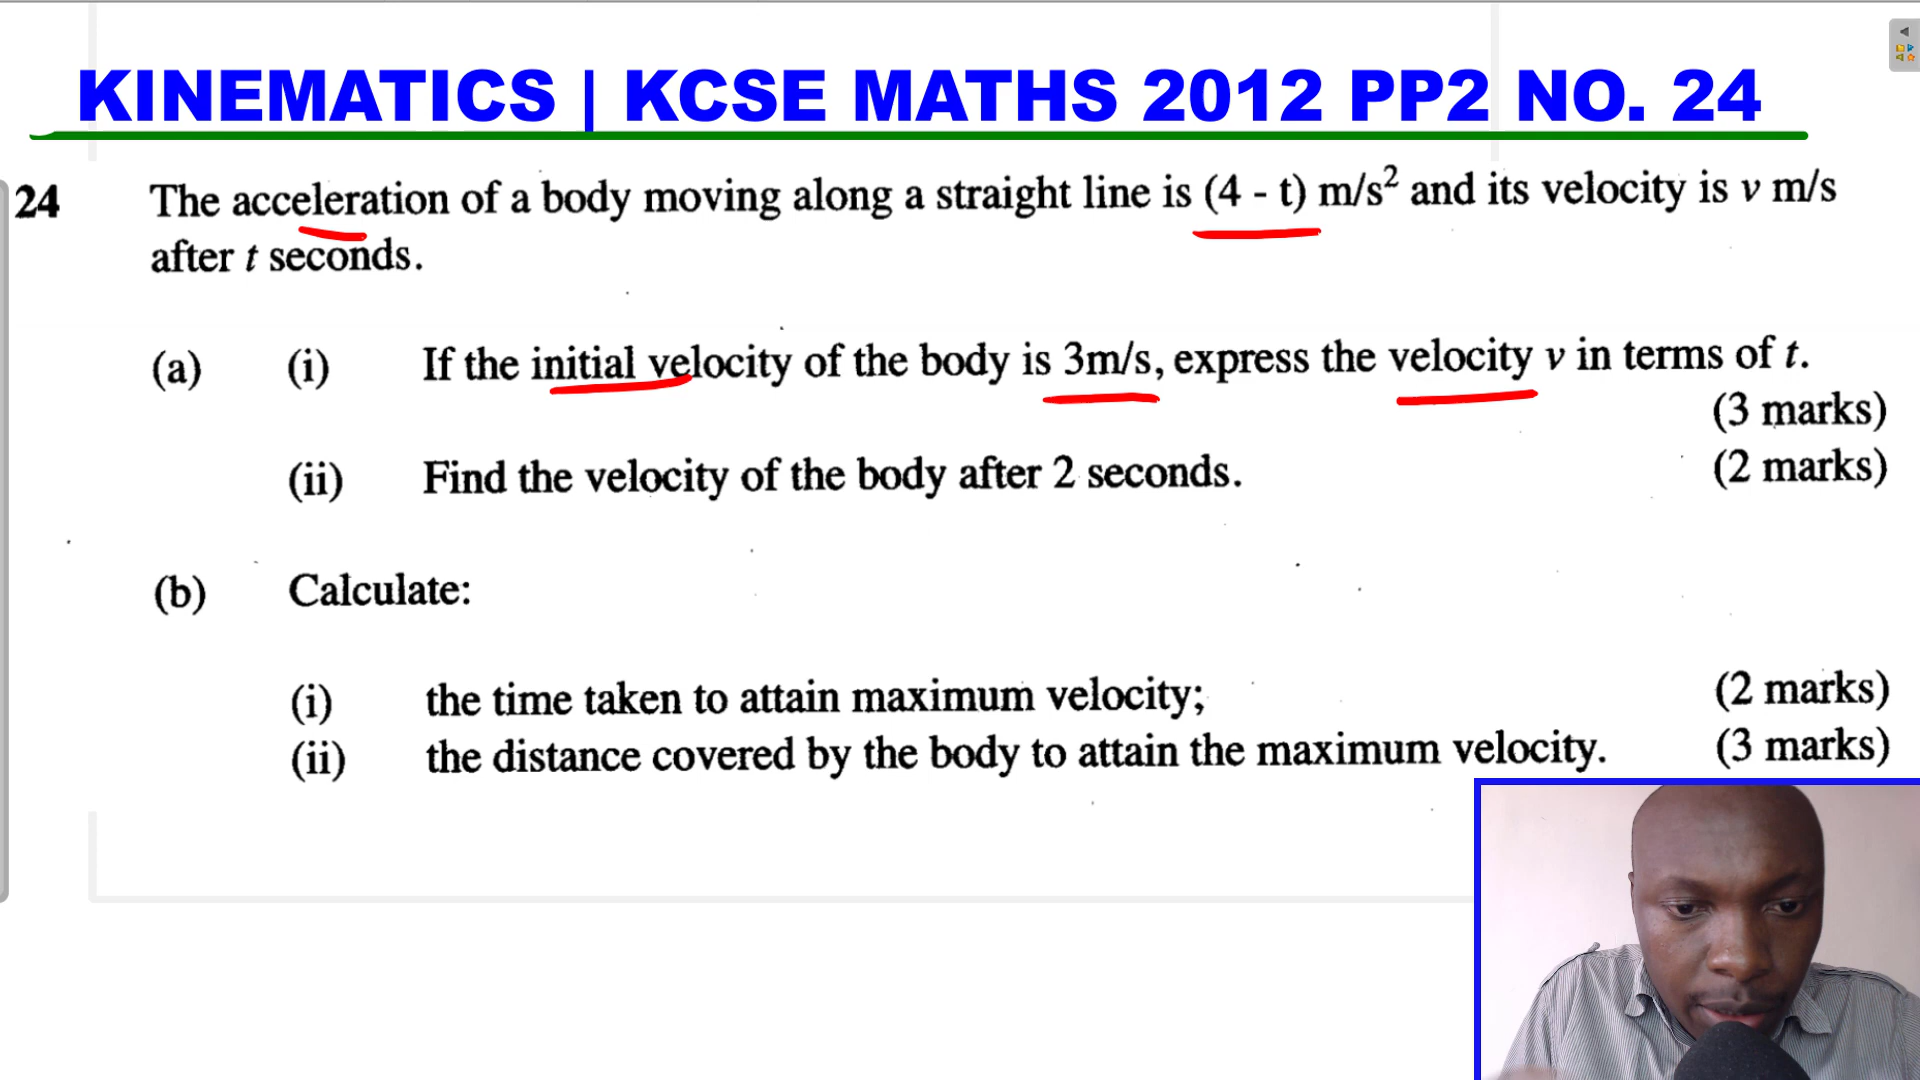 KINEMATICS | KCSE MATHS 2012 PP2 NO. 24
24 The acceleration of a body moving along a straight line is (4 - t) m/s² and its velocity is v m/s
after t seconds.
(a) (i) If the initial velocity of the body is 3m/s, express the velocity v in terms of t.
(3 marks)
(ii) Find the velocity of the body after 2 seconds. (2 marks)
(b) Calculate:
(i) the time taken to attain maximum velocity; (2 marks)
(ii) the distance covered by the body to attain the maximum velocity. (3 marks)